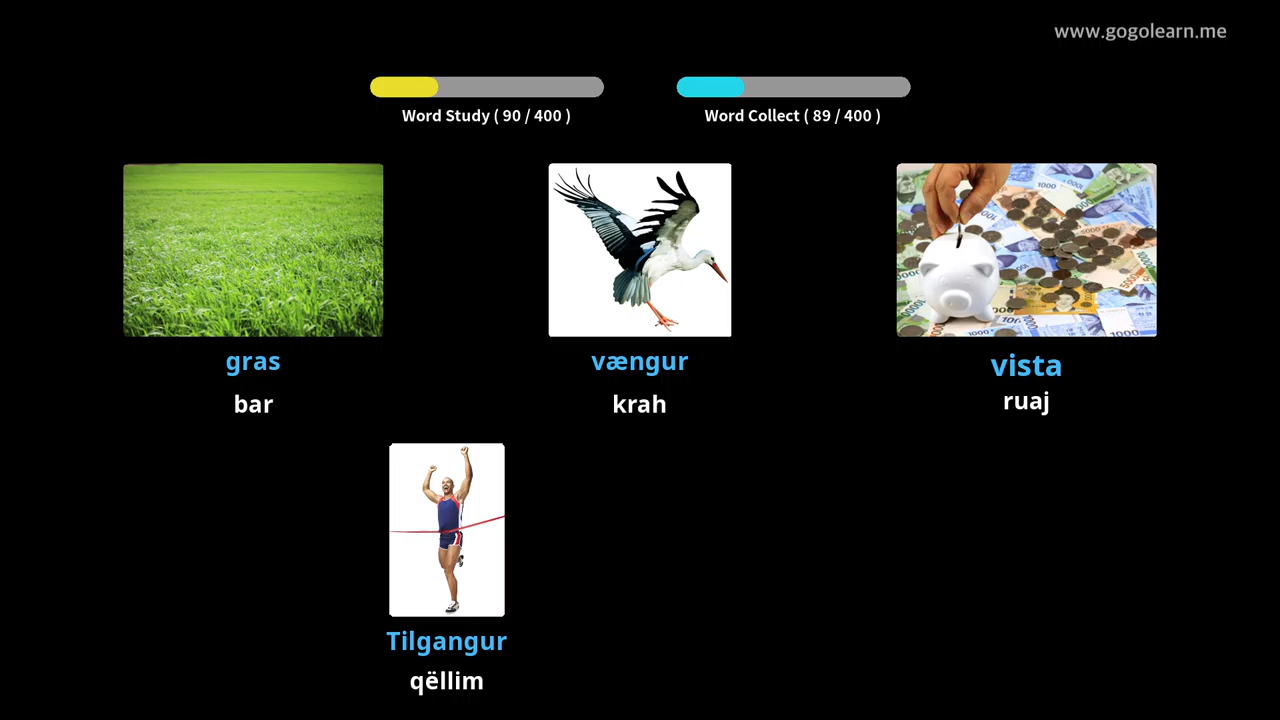 www.gogolearn.me
Word Study ( 90 / 400 )
Word Collect ( 89 / 400 )
gras
bar
vængur
krah
vista
ruaj
Tilgangur
qëllim